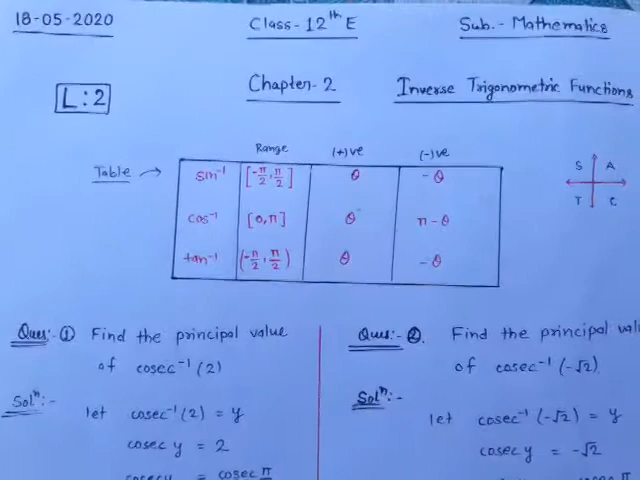 18-05-2020 Class-12th E Sub.- Mathematics
L:2 Chapter-2 Inverse Trigonometric Functions
Range (+)ve (-)ve
Table → sin⁻¹ [-π/2, π/2] θ -θ
cos⁻¹ [0, π] θ π-θ
tan⁻¹ (-π/2, π/2) θ -θ
S A
T C
Ques:- ① Find the principal value
of cosec⁻¹(2)
Solⁿ:-
let cosec⁻¹(2) = y
cosec y = 2
cosec y = cosec π
Ques:- ②. Find the principal val
of cosec⁻¹(-√2).
Solⁿ:-
let cosec⁻¹(-√2) = y
cosec y = -√2